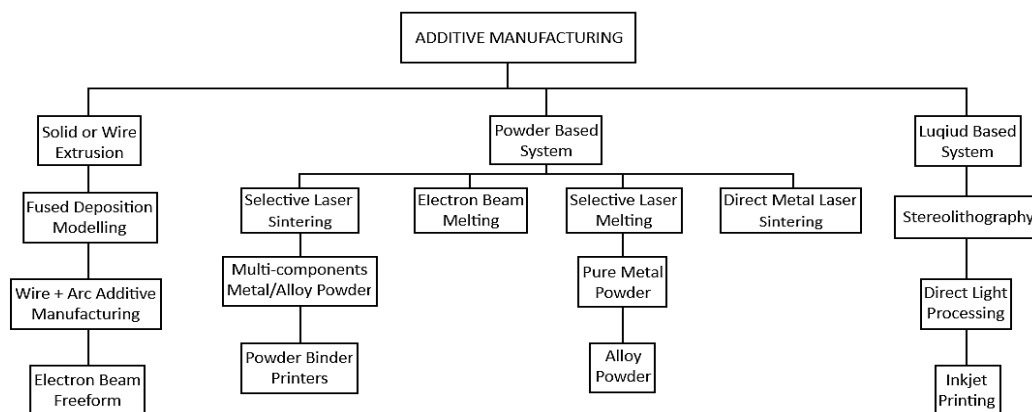 ADDITIVE MANUFACTURING
Solid or Wire
Extrusion
Powder Based
System
Luqiud Based
System
Fused Deposition
Modelling
Selective Laser
Sintering
Electron Beam
Melting
Selective Laser
Melting
Direct Metal Laser
Sintering
Stereolithography
Wire + Arc Additive
Manufacturing
Multi-components
Metal/Alloy Powder
Pure Metal
Powder
Direct Light
Processing
Electron Beam
Freeform
Powder Binder
Printers
Alloy
Powder
Inkjet
Printing